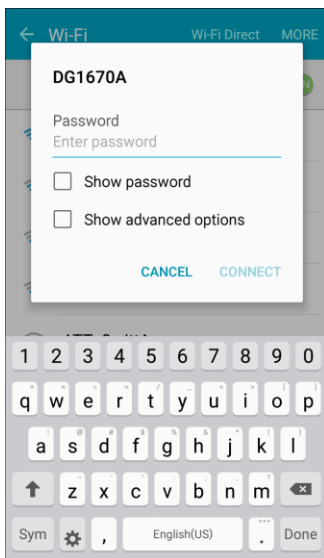 Wi-Fi Wi-Fi Direct MORE
DG1670A
Password
Enter password
Show password
Show advanced options
CANCEL CONNECT
1 2 3 4 5 6 7 8 9 0
q w e r t y u i o p
a s d f g h j k l
z x c v b n m
Sym , English(US) . Done